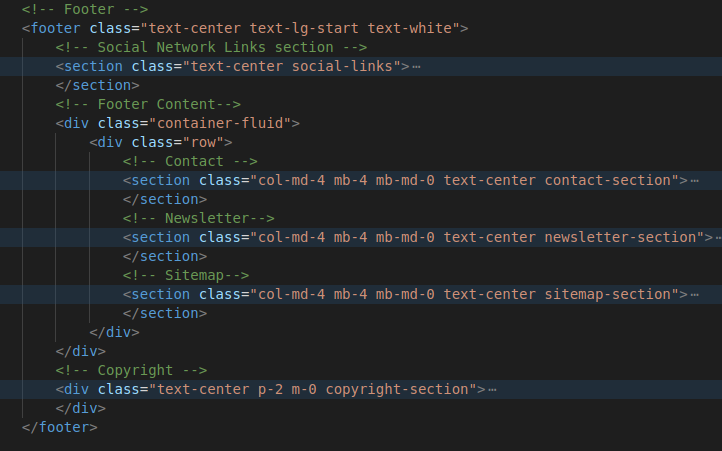 <!-- Footer -->
<footer class="text-center text-lg-start text-white">
<!-- Social Network Links section -->
<section class="text-center social-links">⋯
</section>
<!-- Footer Content-->
<div class="container-fluid">
<div class="row">
<!-- Contact -->
<section class="col-md-4 mb-4 mb-md-0 text-center contact-section">⋯
</section>
<!-- Newsletter-->
<section class="col-md-4 mb-4 mb-md-0 text-center newsletter-section">⋯
</section>
<!-- Sitemap-->
<section class="col-md-4 mb-4 mb-md-0 text-center sitemap-section">⋯
</section>
</div>
</div>
<!-- Copyright -->
<div class="text-center p-2 m-0 copyright-section">⋯
</div>
</footer>